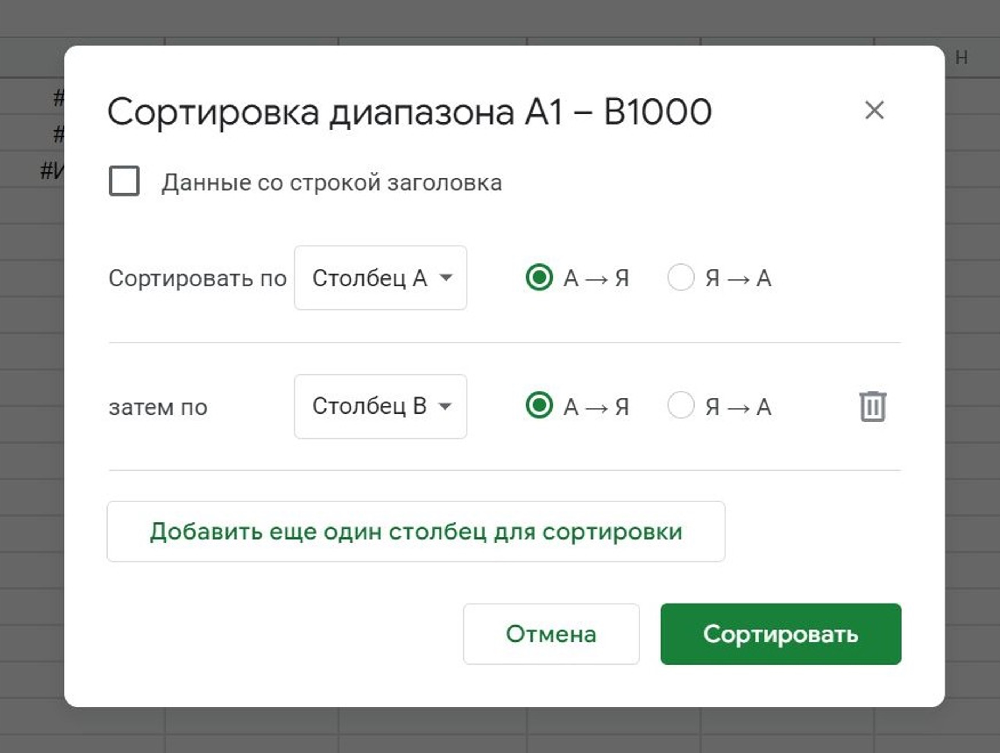 H
Сортировка диапазона A1 – B1000
#
#
#И
Данные со строкой заголовка
Сортировать по Столбец A А → Я Я → А
затем по Столбец B А → Я Я → А
Добавить еще один столбец для сортировки
Отмена Сортировать